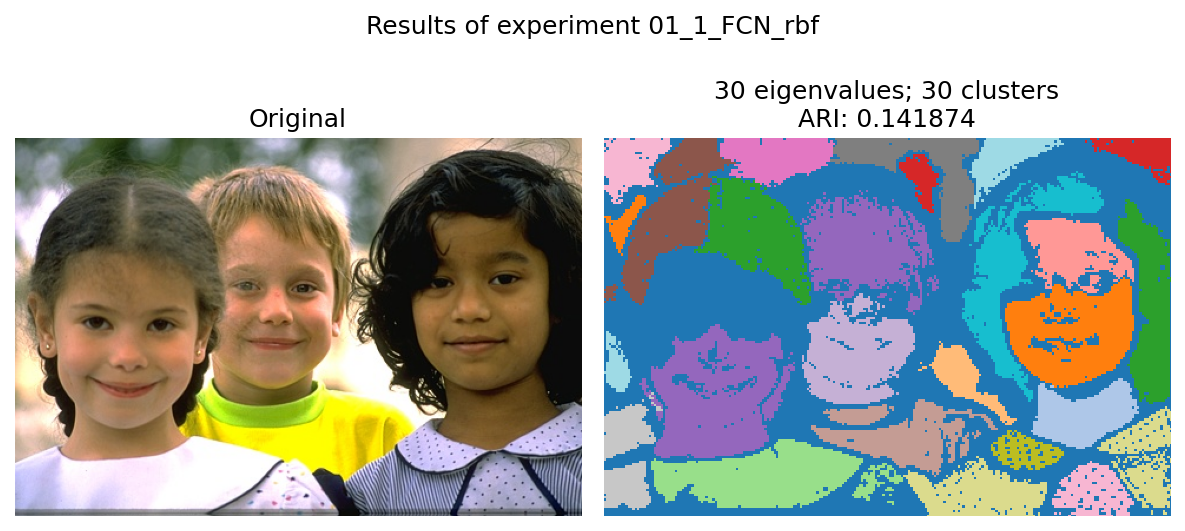 Results of experiment 01_1_FCN_rbf
Original
30 eigenvalues; 30 clusters
ARI: 0.141874